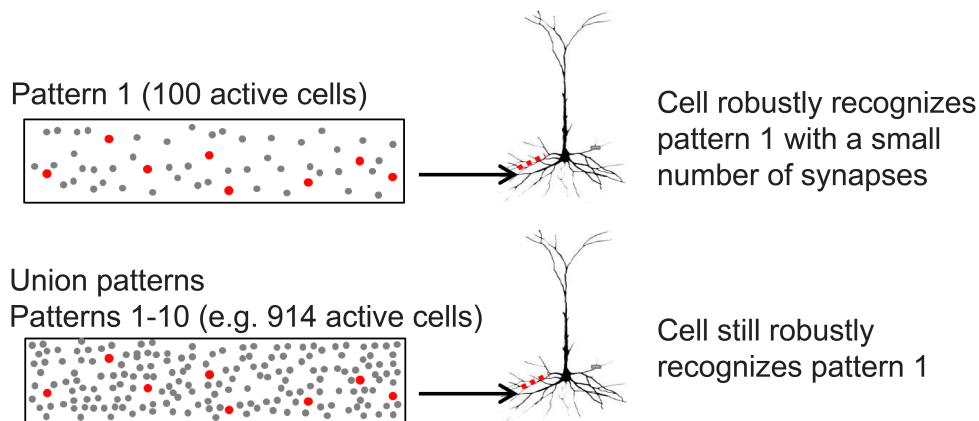 Pattern 1 (100 active cells)
Cell robustly recognizes
pattern 1 with a small
number of synapses
Union patterns
Patterns 1-10 (e.g. 914 active cells)
Cell still robustly
recognizes pattern 1